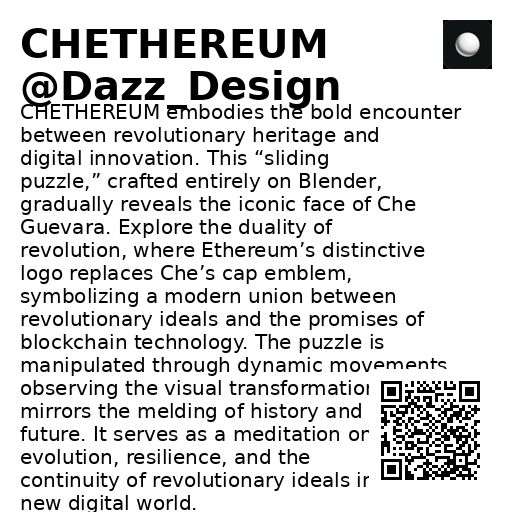 CHETHEREUM
@Dazz_Design
CHETHEREUM embodies the bold encounter
between revolutionary heritage and
digital innovation. This “sliding
puzzle,” crafted entirely on Blender,
gradually reveals the iconic face of Che
Guevara. Explore the duality of
revolution, where Ethereum’s distinctive
logo replaces Che’s cap emblem,
symbolizing a modern union between
revolutionary ideals and the promises of
blockchain technology. The puzzle is
manipulated through dynamic movements
observing the visual transformation
mirrors the melding of history and
future. It serves as a meditation on
evolution, resilience, and the
continuity of revolutionary ideals in
new digital world.